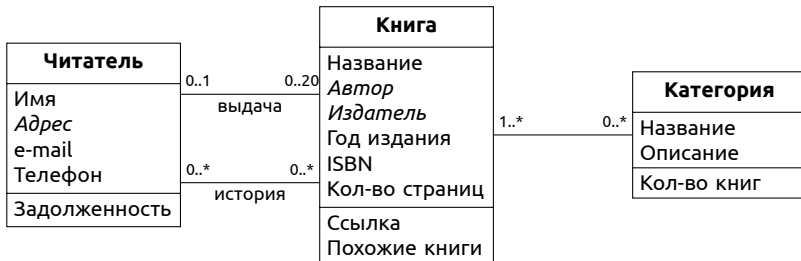 Читатель
Имя
Адрес
e-mail
Телефон
Задолженность
0..1
0..20
выдача
0..*
0..*
история
Книга
Название
Автор
Издатель
Год издания
ISBN
Кол-во страниц
Ссылка
Похожие книги
1..*
0..*
Категория
Название
Описание
Кол-во книг